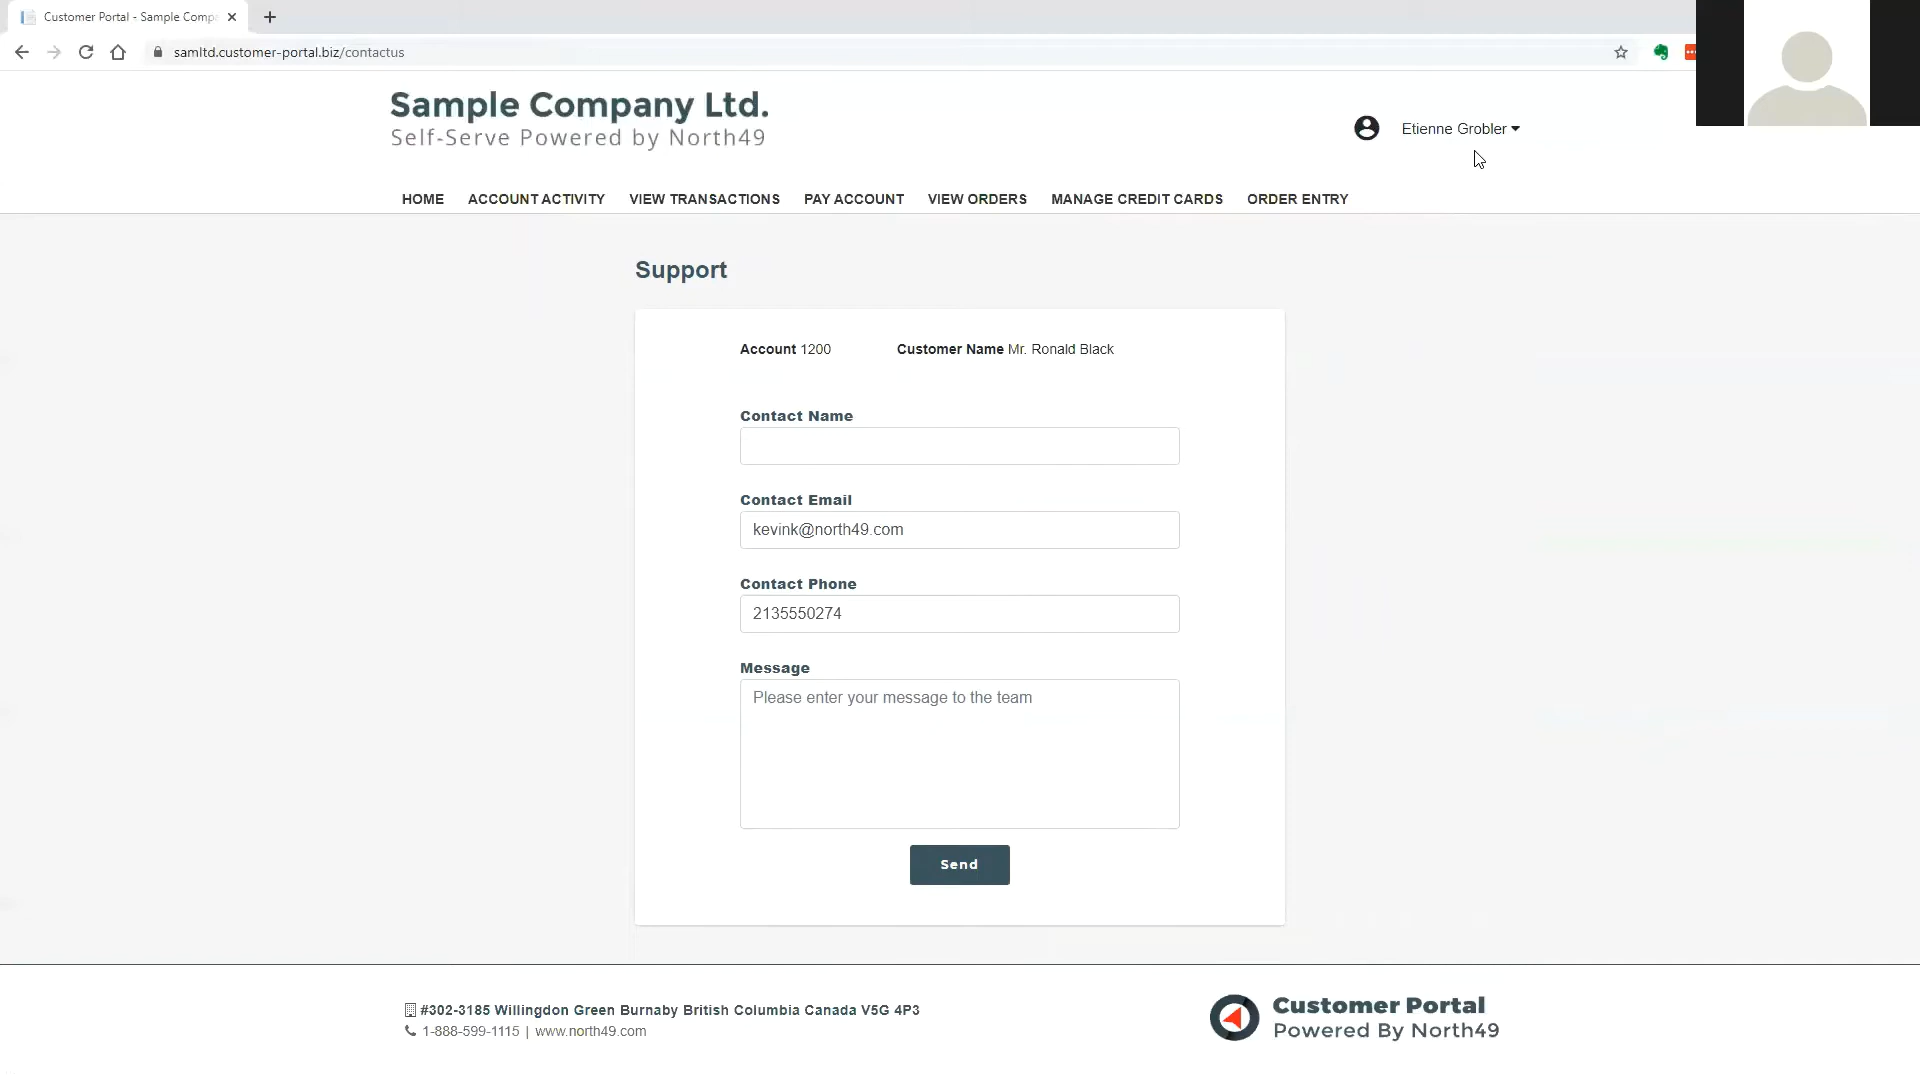 Customer Portal - Sample Comp
samltd.customer-portal.biz/contactus
Sample Company Ltd.
Self-Serve Powered by North49
Etienne Grobler
HOME ACCOUNT ACTIVITY VIEW TRANSACTIONS PAY ACCOUNT VIEW ORDERS MANAGE CREDIT CARDS ORDER ENTRY
Support
Account 1200 Customer Name Mr. Ronald Black
Contact Name
Contact Email
kevink@north49.com
Contact Phone
2135550274
Message
Please enter your message to the team
Send
#302-3185 Willingdon Green Burnaby British Columbia Canada V5G 4P3
1-888-599-1115 | www.north49.com
Customer Portal
Powered By North49